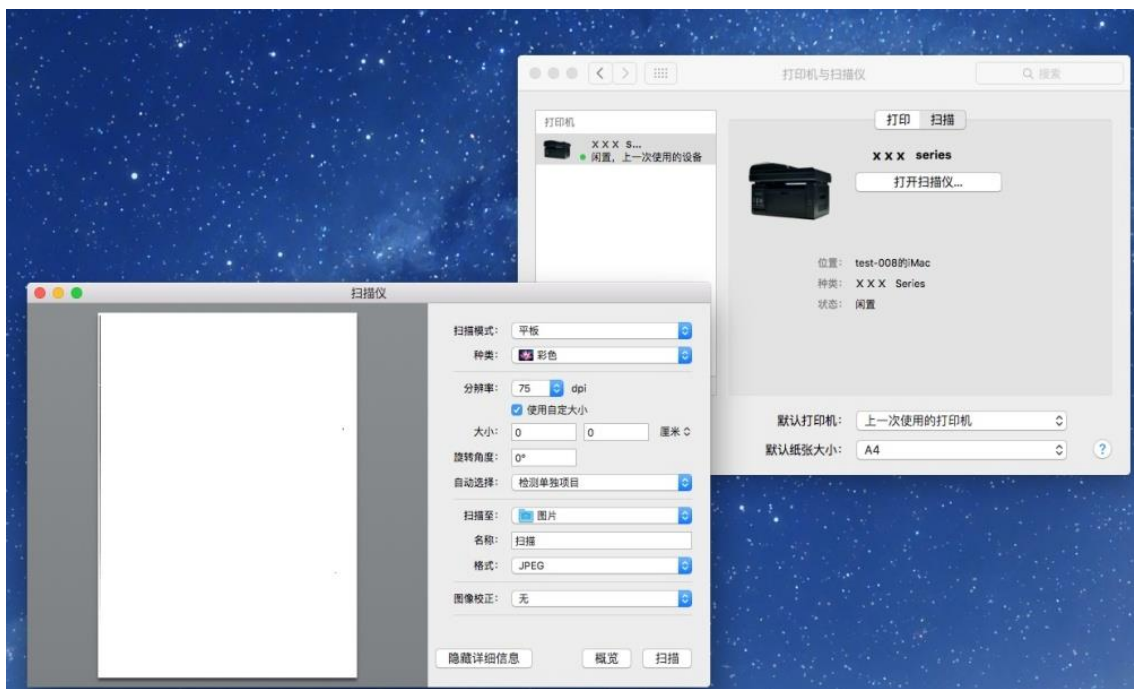 打印机与扫描仪
搜索
打印机
X X X S...
闲置，上一次使用的设备
打印 扫描
X X X series
打开扫描仪...
位置： test-008的iMac
种类： X X X Series
状态： 闲置
默认打印机： 上一次使用的打印机
默认纸张大小： A4
?
扫描仪
扫描模式： 平板
种类： 彩色
分辨率： 75 dpi
使用自定大小
大小： 0 0 厘米
旋转角度： 0°
自动选择： 检测单独项目
扫描至： 图片
名称： 扫描
格式： JPEG
图像校正： 无
隐藏详细信息 概览 扫描